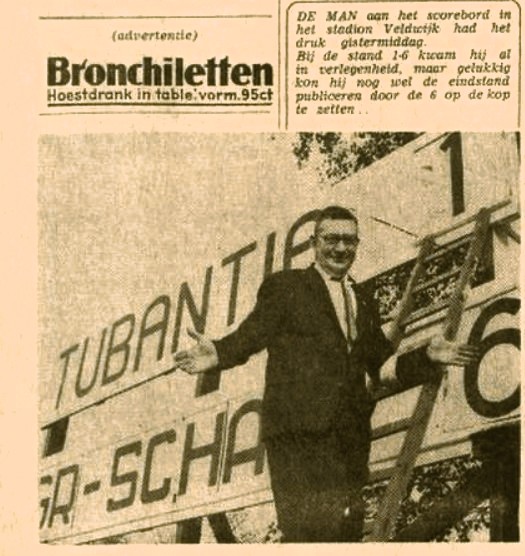 (advertentie)
Bronchiletten
Hoestdrank in table. vorm. 95ct
DE MAN aan het scorebord in
het stadion Veldwijk had het
druk gistermiddag.
Bij de stand 1-6 kwam hij al
in verlegenheid, maar gelukkig
kon hij nog wel de eindstand
publiceren door de 6 op de kop
te zetten . .
TUBANTIA 1
GR-SCHA 6